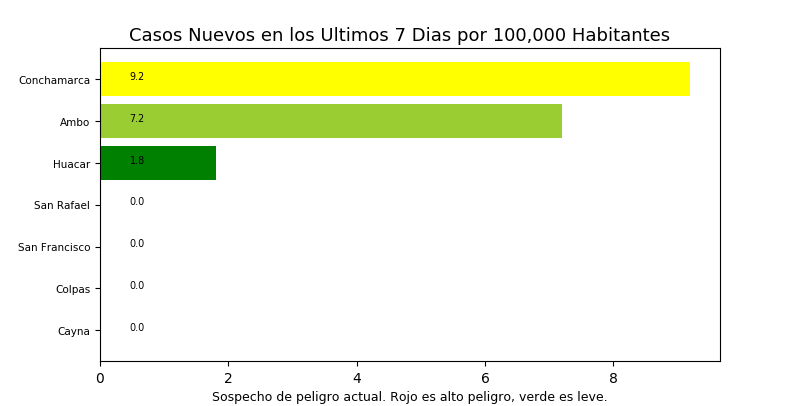 Casos Nuevos en los Ultimos 7 Dias por 100,000 Habitantes
Conchamarca 9.2
Ambo 7.2
Huacar 1.8
San Rafael 0.0
San Francisco 0.0
Colpas 0.0
Cayna 0.0
0 2 4 6 8
Sospecho de peligro actual. Rojo es alto peligro, verde es leve.